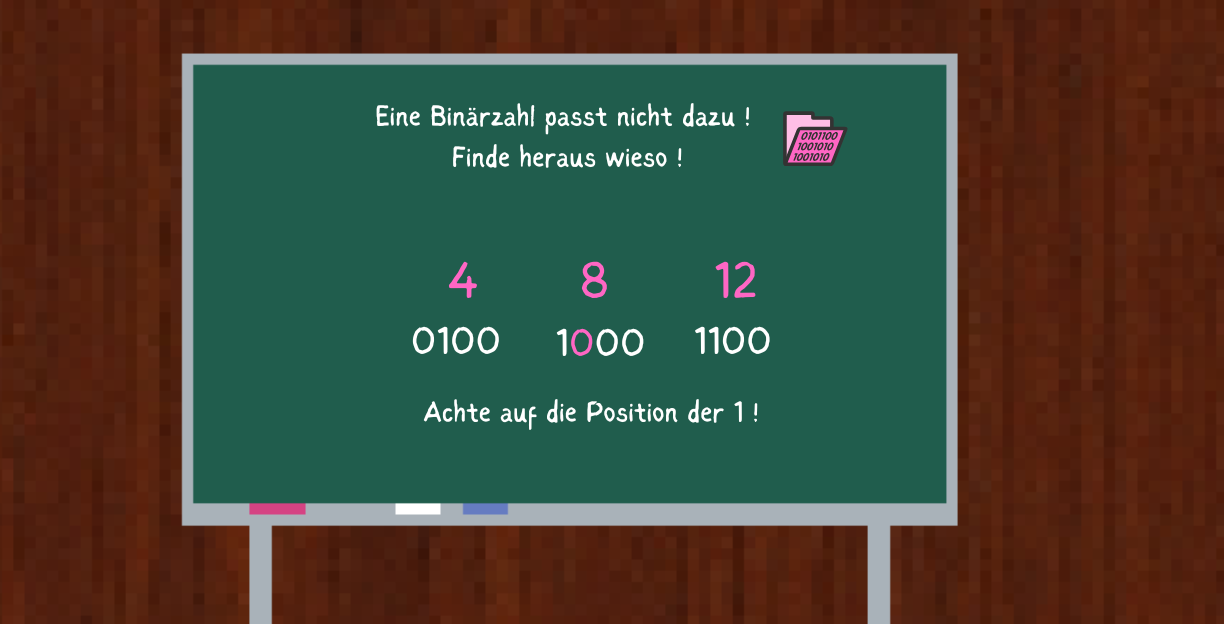 Eine Binärzahl passt nicht dazu !
Finde heraus wieso !
0101100
1001010
1001010
4 8 12
0100 1000 1100
Achte auf die Position der 1 !